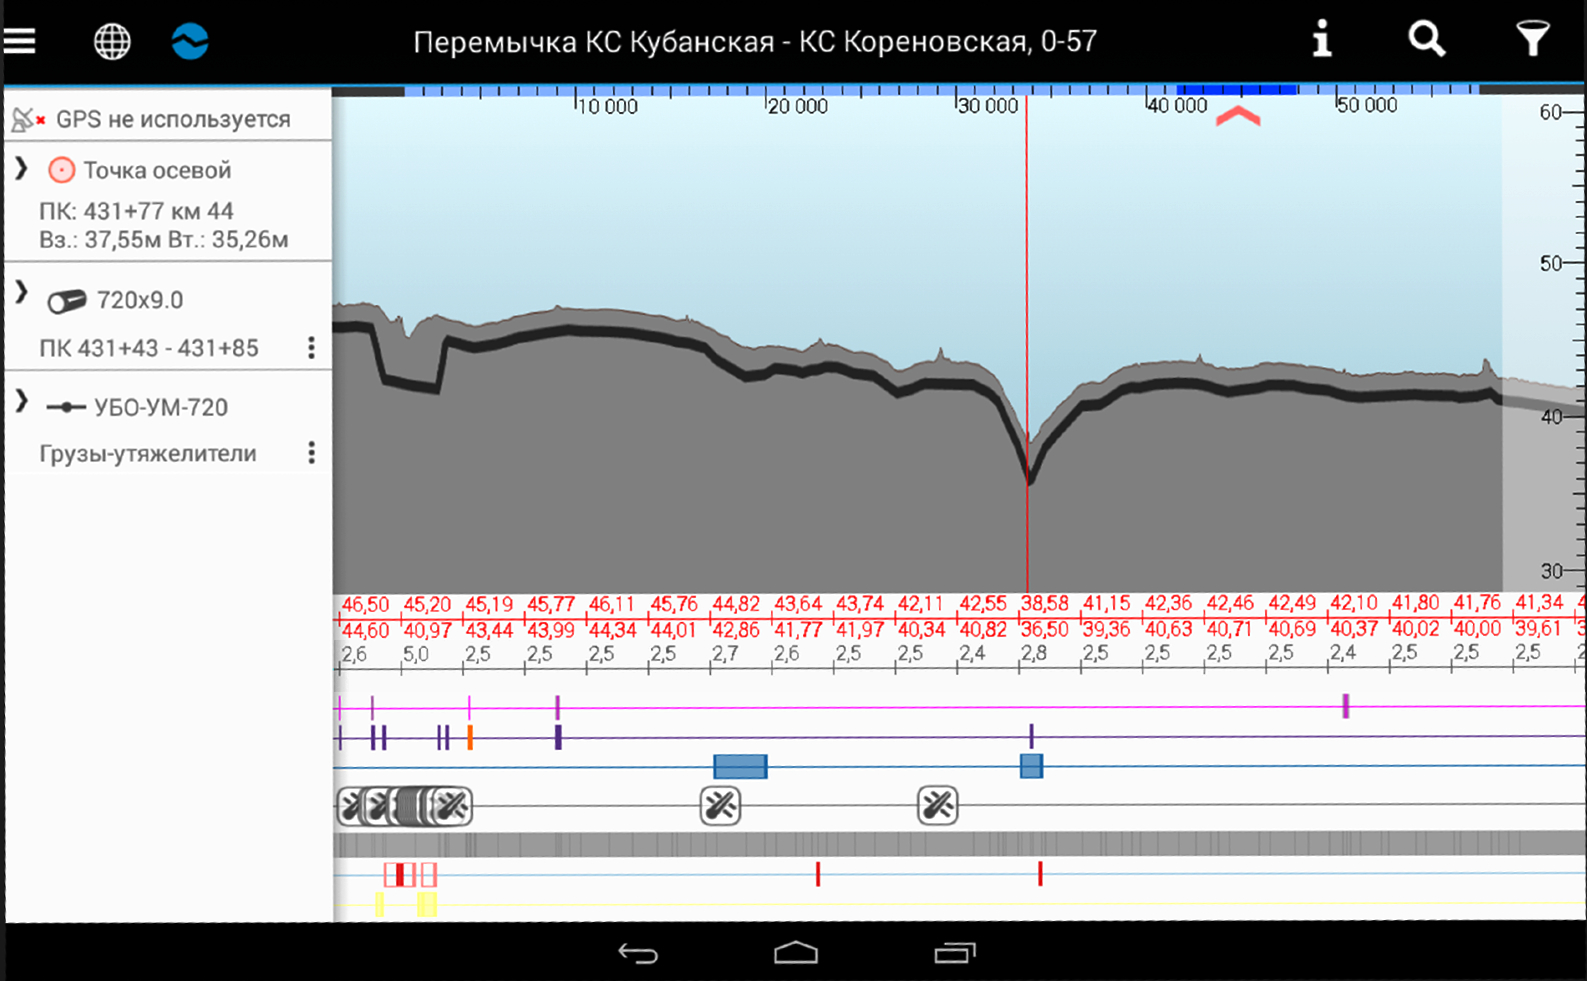 Перемычка КС Кубанская - КС Кореновская, 0-57
GPS не используется
Точка осевой
ПК: 431+77 км 44
Вз.: 37,55м Вт.: 35,26м
720x9.0
ПК 431+43 - 431+85
УБО-УМ-720
Грузы-утяжелители
10 000 20 000 30 000 40 000 50 000
60
50
40
30
46,50 45,20 45,19 45,77 46,11 45,76 44,82 43,64 43,74 42,11 42,55 38,58 41,15 42,36 42,46 42,49 42,10 41,80 41,76 41,34
44,60 40,97 43,44 43,99 44,34 44,01 42,86 41,77 41,97 40,34 40,82 36,50 39,36 40,63 40,71 40,69 40,37 40,02 40,00 39,61
2,6 5,0 2,5 2,5 2,5 2,5 2,7 2,6 2,5 2,5 2,4 2,8 2,5 2,5 2,5 2,5 2,4 2,5 2,5 2,5